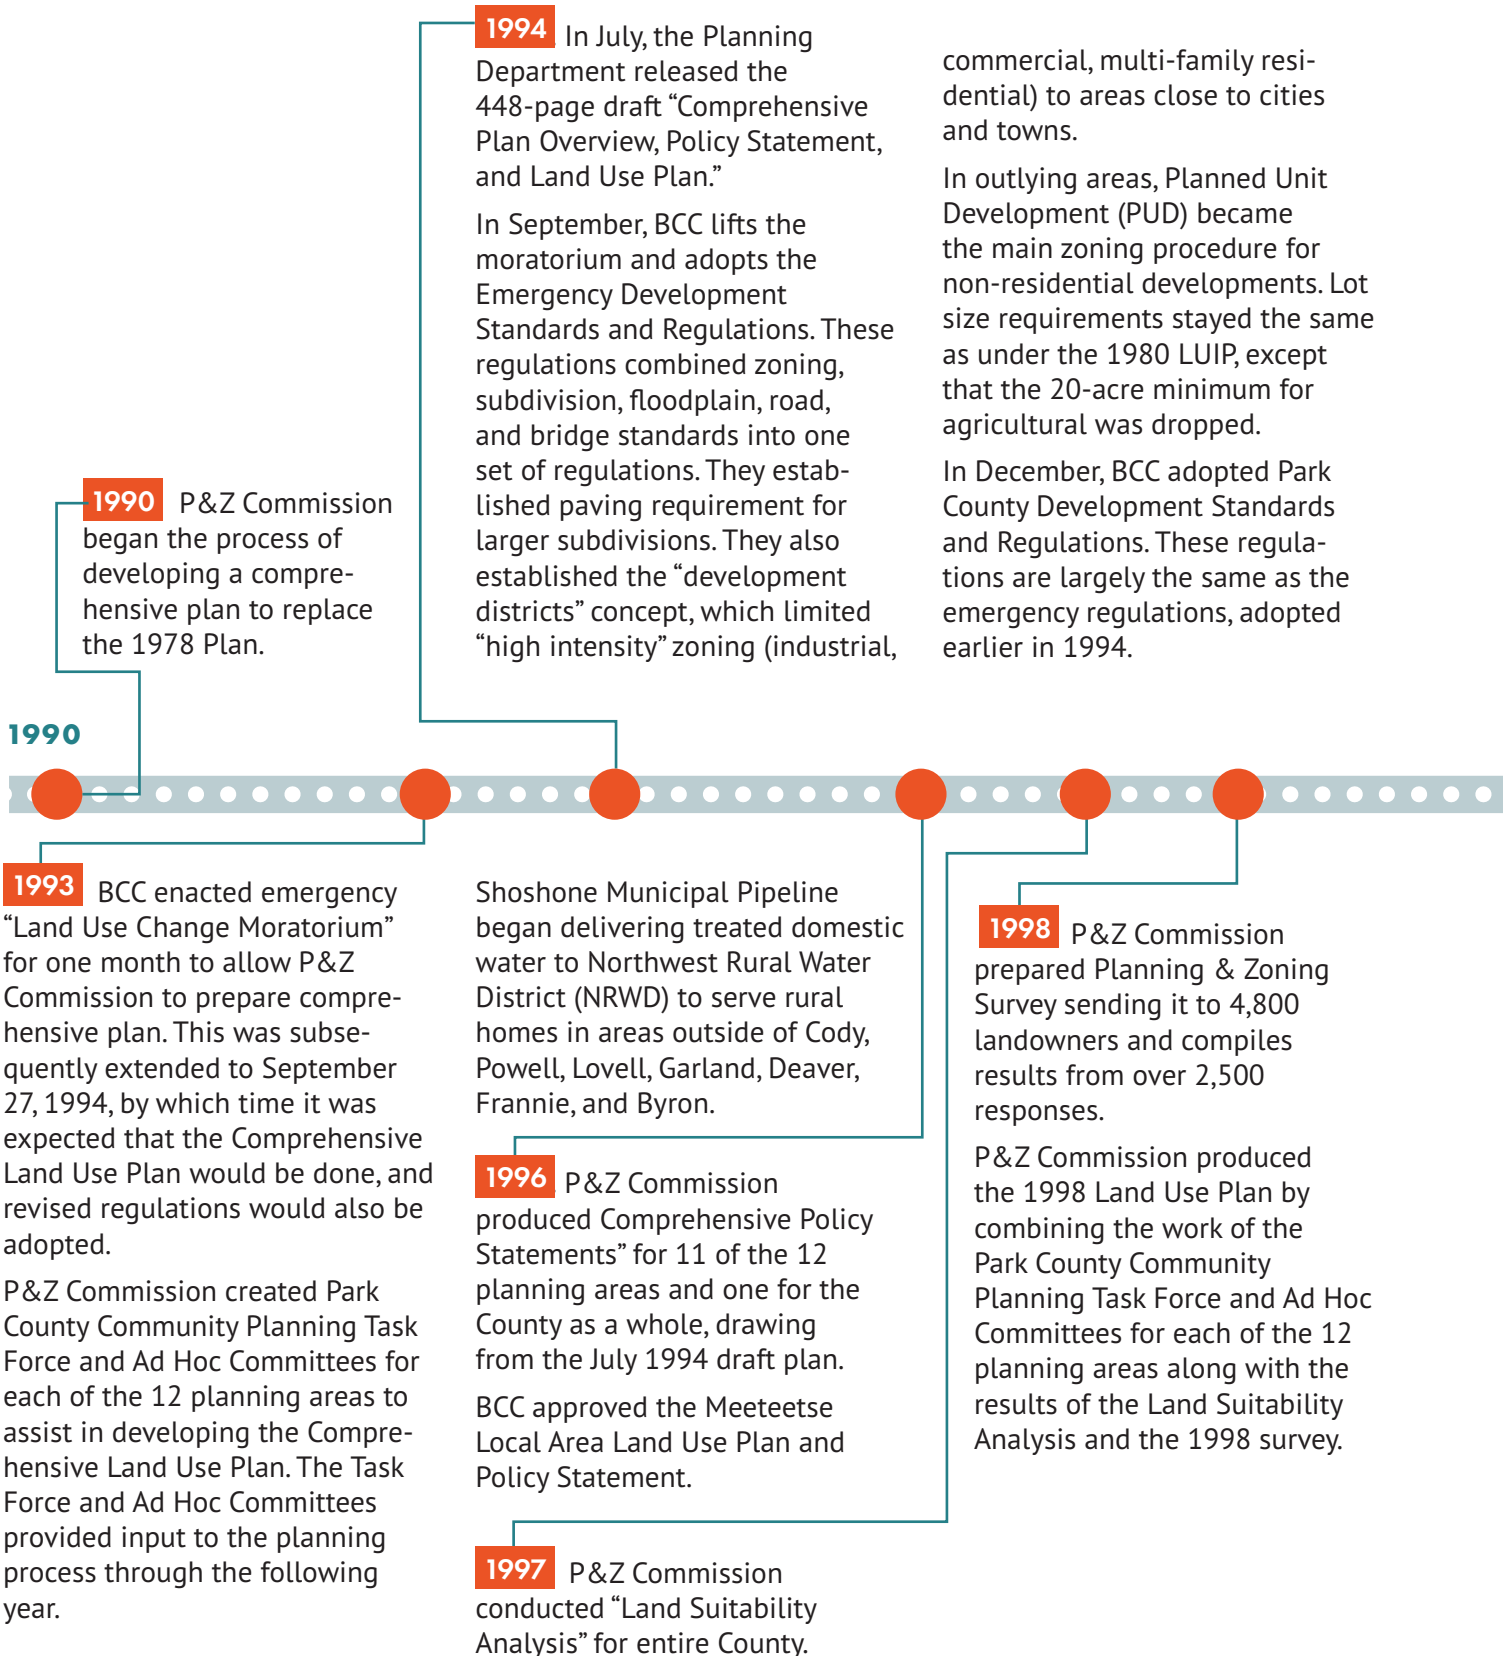 1990 P&Z Commission
began the process of
developing a compre-
hensive plan to replace
the 1978 Plan.
1994 In July, the Planning
Department released the
448-page draft “Comprehensive
Plan Overview, Policy Statement,
and Land Use Plan.”
In September, BCC lifts the
moratorium and adopts the
Emergency Development
Standards and Regulations. These
regulations combined zoning,
subdivision, floodplain, road,
and bridge standards into one
set of regulations. They estab-
lished paving requirement for
larger subdivisions. They also
established the “development
districts” concept, which limited
“high intensity” zoning (industrial,
commercial, multi-family resi-
dential) to areas close to cities
and towns.
In outlying areas, Planned Unit
Development (PUD) became
the main zoning procedure for
non-residential developments. Lot
size requirements stayed the same
as under the 1980 LUIP, except
that the 20-acre minimum for
agricultural was dropped.
In December, BCC adopted Park
County Development Standards
and Regulations. These regula-
tions are largely the same as the
emergency regulations, adopted
earlier in 1994.
1990
1993 BCC enacted emergency
“Land Use Change Moratorium”
for one month to allow P&Z
Commission to prepare compre-
hensive plan. This was subse-
quently extended to September
27, 1994, by which time it was
expected that the Comprehensive
Land Use Plan would be done, and
revised regulations would also be
adopted.
P&Z Commission created Park
County Community Planning Task
Force and Ad Hoc Committees for
each of the 12 planning areas to
assist in developing the Compre-
hensive Land Use Plan. The Task
Force and Ad Hoc Committees
provided input to the planning
process through the following
year.
Shoshone Municipal Pipeline
began delivering treated domestic
water to Northwest Rural Water
District (NRWD) to serve rural
homes in areas outside of Cody,
Powell, Lovell, Garland, Deaver,
Frannie, and Byron.
1996 P&Z Commission
produced Comprehensive Policy
Statements” for 11 of the 12
planning areas and one for the
County as a whole, drawing
from the July 1994 draft plan.
BCC approved the Meeteetse
Local Area Land Use Plan and
Policy Statement.
1997 P&Z Commission
conducted “Land Suitability
Analysis” for entire County.
1998 P&Z Commission
prepared Planning & Zoning
Survey sending it to 4,800
landowners and compiles
results from over 2,500
responses.
P&Z Commission produced
the 1998 Land Use Plan by
combining the work of the
Park County Community
Planning Task Force and Ad Hoc
Committees for each of the 12
planning areas along with the
results of the Land Suitability
Analysis and the 1998 survey.